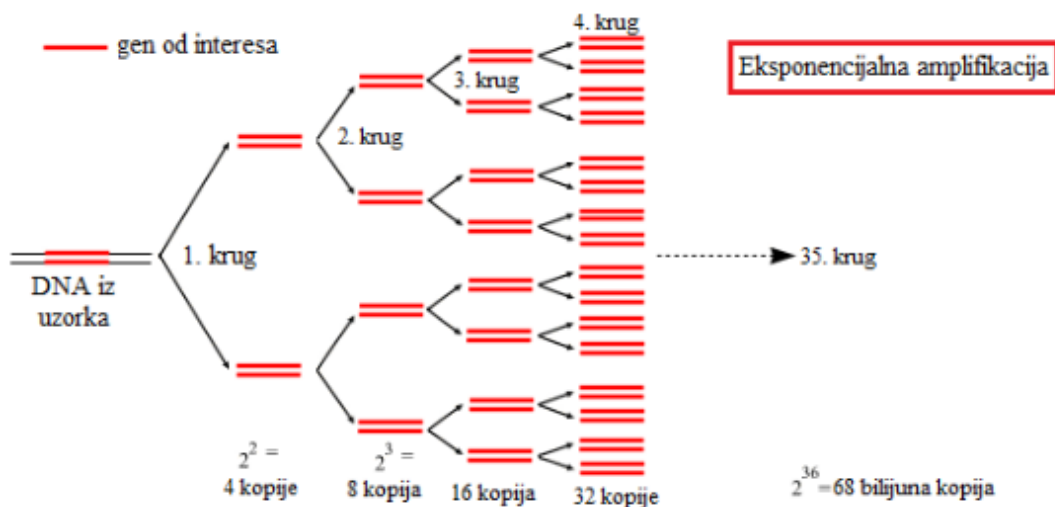 gen od interesa
4. krug
Eksponencijalna amplifikacija
3. krug
2. krug
1. krug
35. krug
DNA iz
uzorka
2² =
4 kopije
2³ =
8 kopija
16 kopija
32 kopije
2³⁶=68 bilijuna kopija